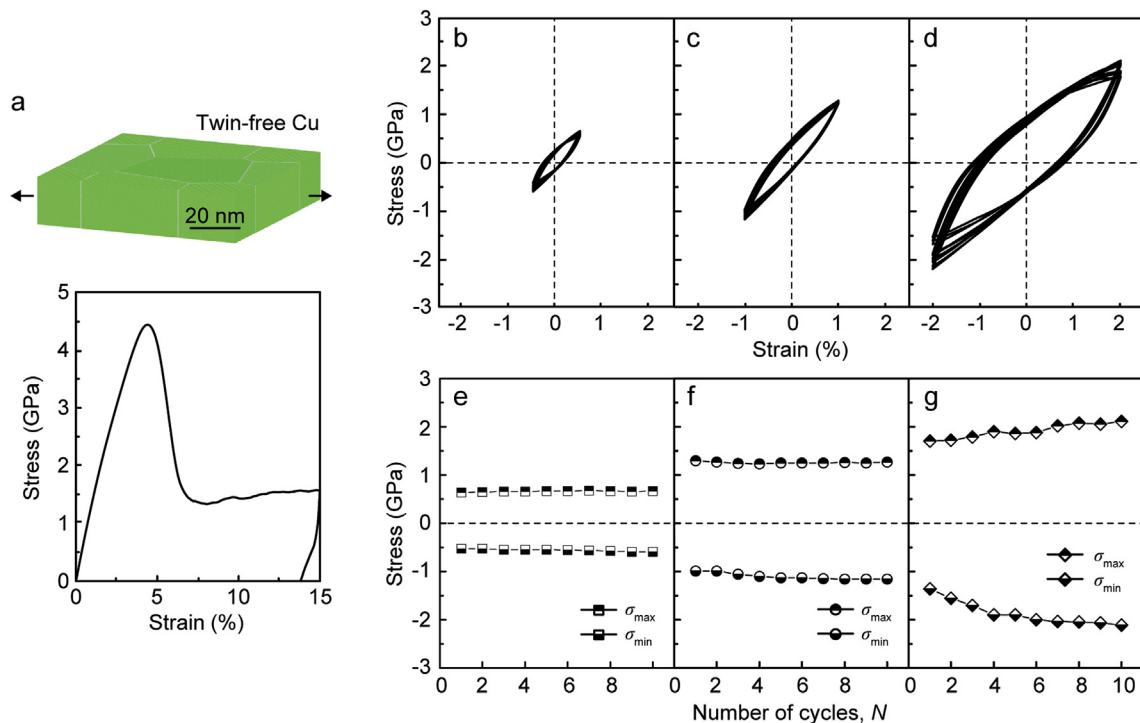 a
Twin-free Cu
20 nm
5
4
3
2
1
0
0 5 10 15
Stress (GPa)
Strain (%)
b c d
3
2
1
0
-1
-2
-3
Stress (GPa)
-2 -1 0 1 2 -2 -1 0 1 2 -2 -1 0 1 2
Strain (%)
e f g
3
2
1
0
-1
-2
-3
Stress (GPa)
σmax σmax σmax
σmin σmin σmin
0 2 4 6 8 0 2 4 6 8 0 2 4 6 8 10
Number of cycles, N